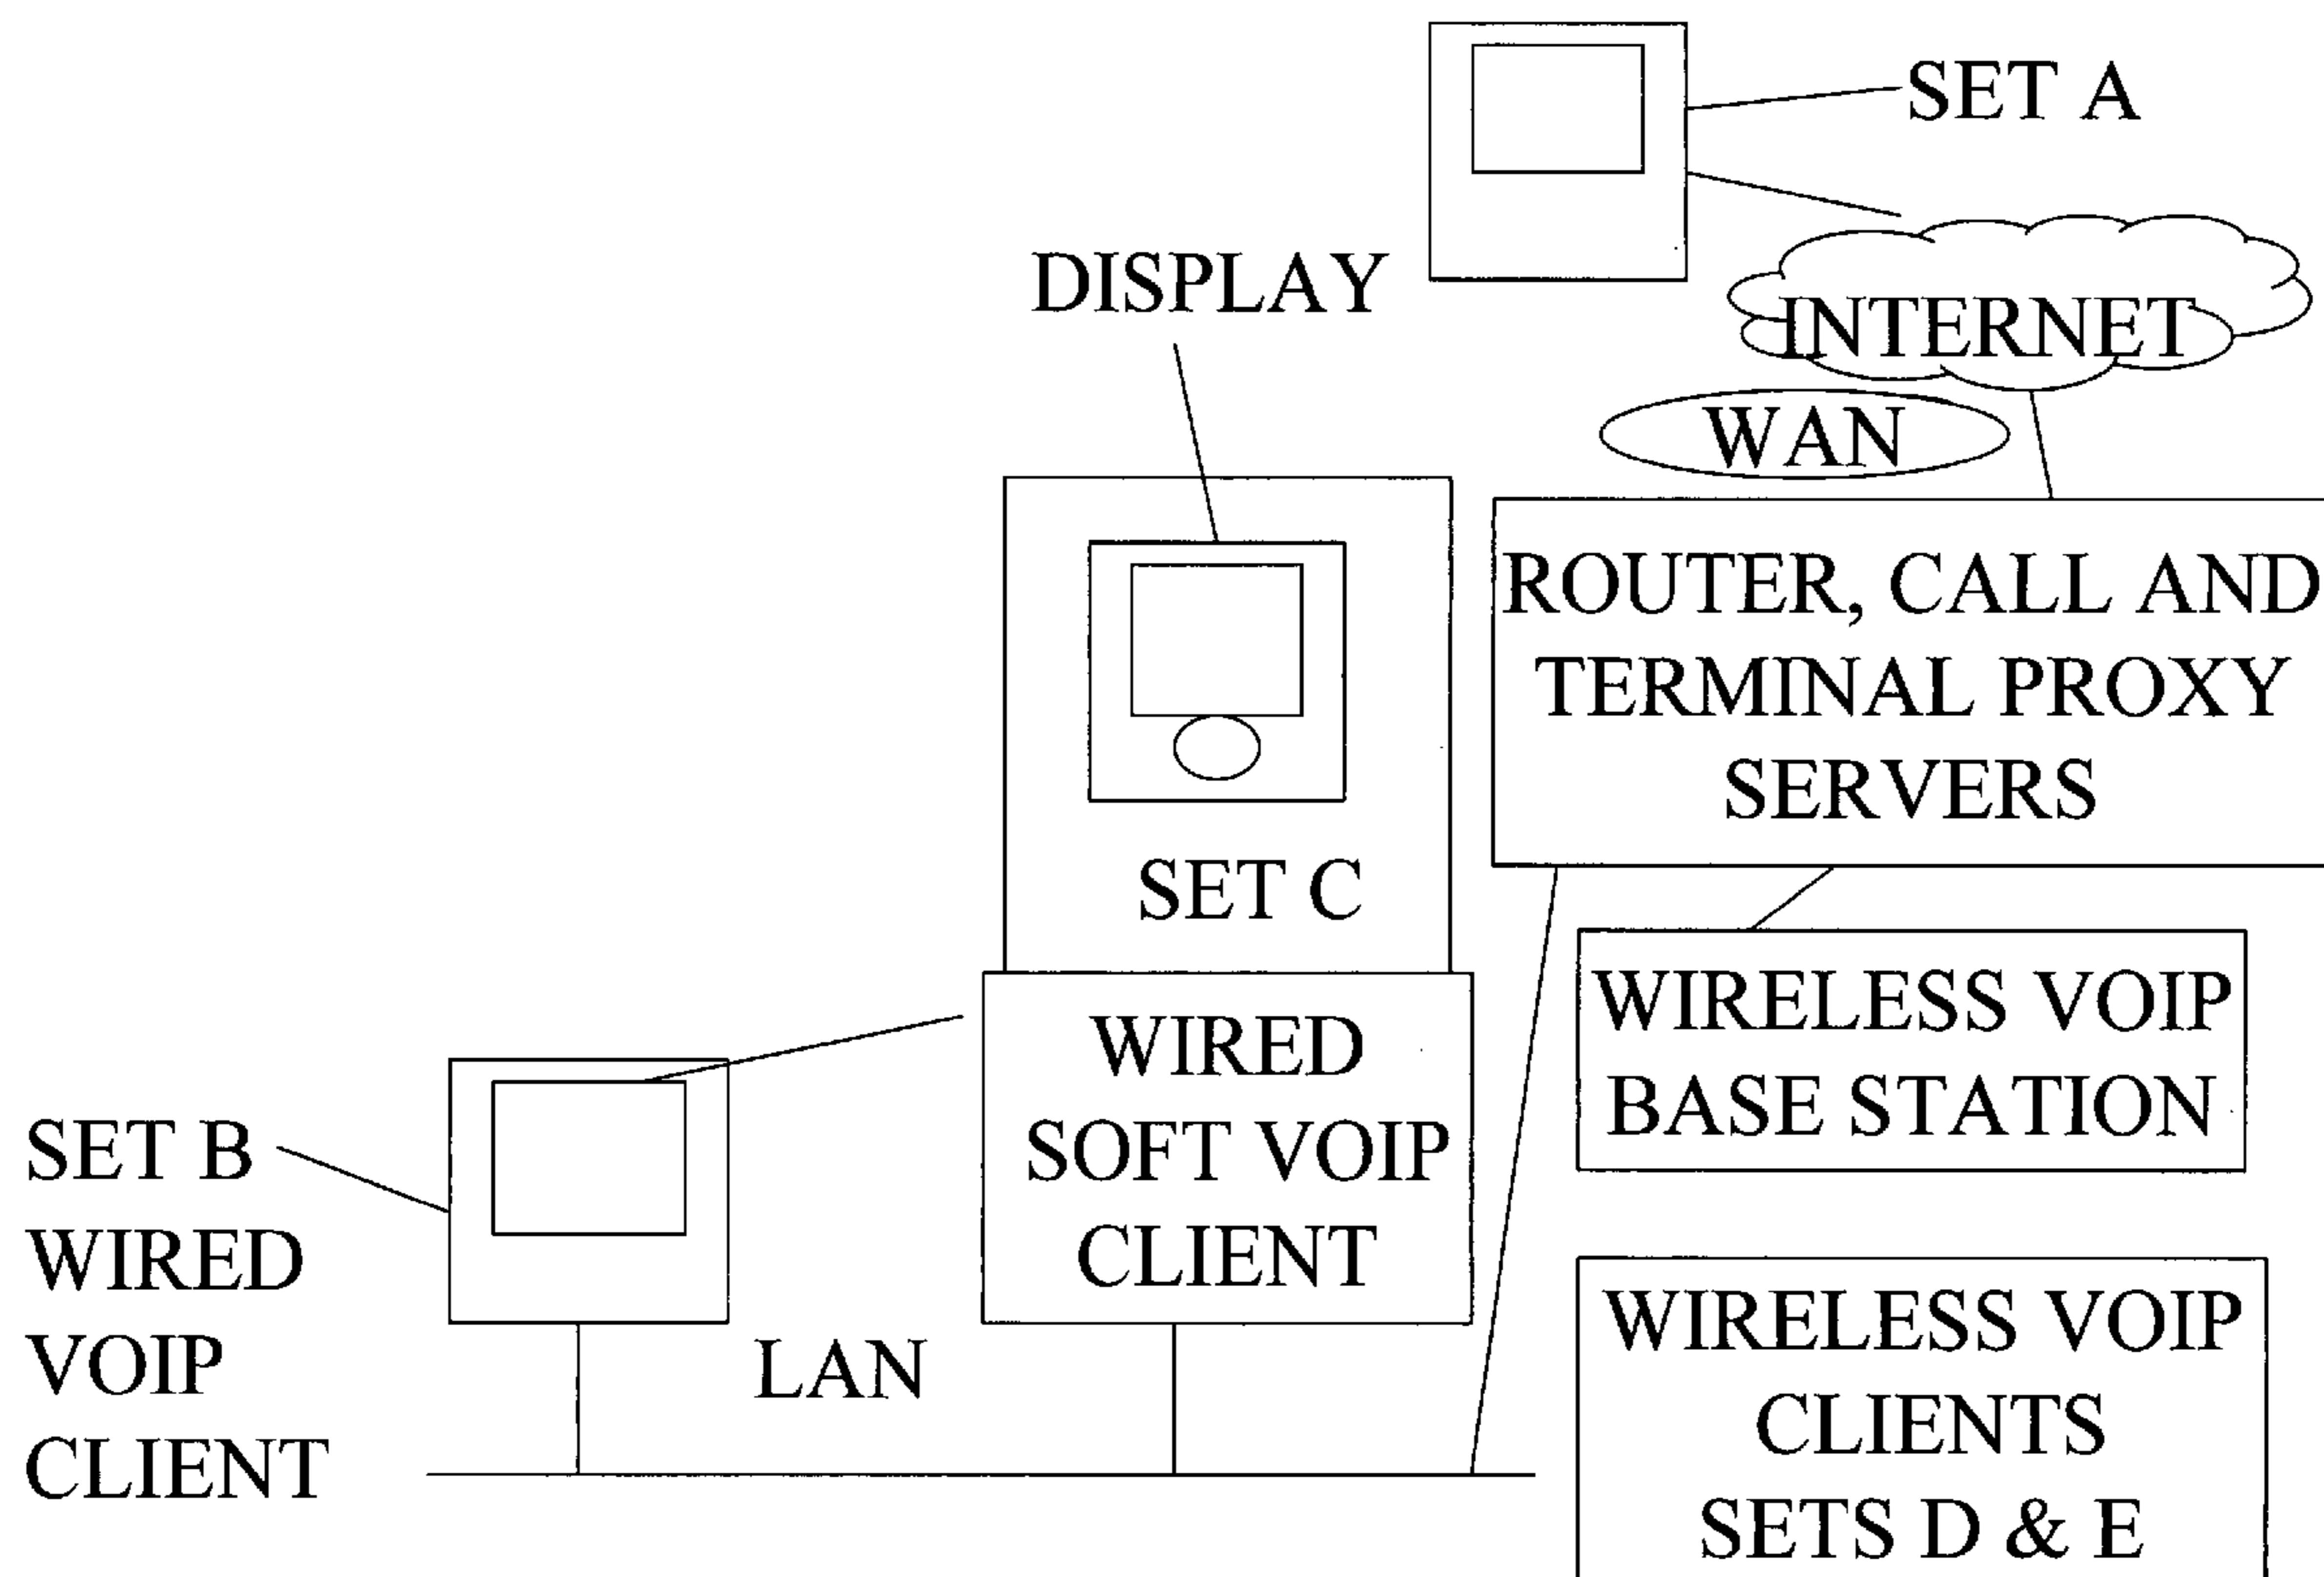 SET A
DISPLAY
INTERNET
WAN
ROUTER, CALL AND
TERMINAL PROXY
SERVERS
SET C
WIRELESS VOIP
BASE STATION
WIRED
SOFT VOIP
CLIENT
SET B
WIRED
VOIP
CLIENT
LAN
WIRELESS VOIP
CLIENTS
SETS D & E